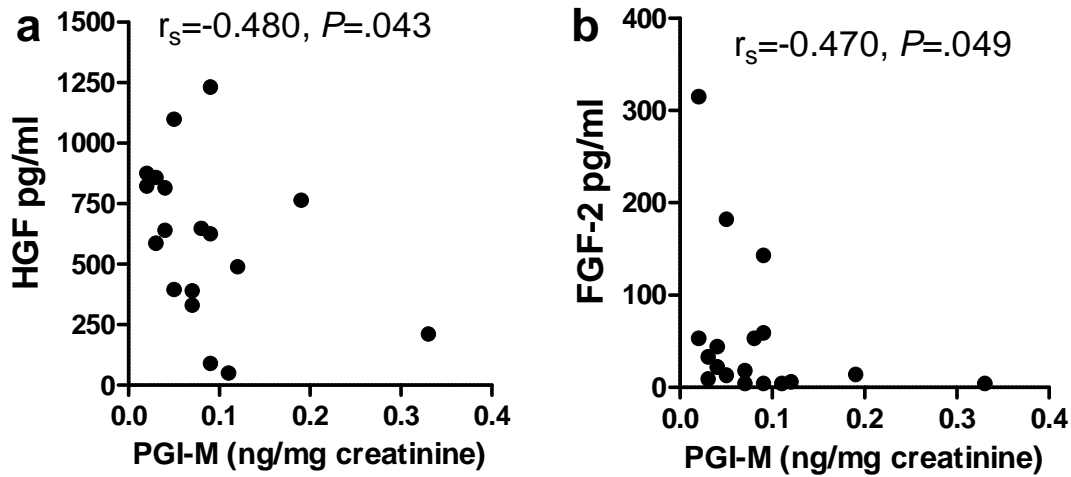 a
rs=-0.480, P=.043
1500
1250
1000
750
500
250
0
HGF pg/ml
0.0 0.1 0.2 0.3 0.4
PGI-M (ng/mg creatinine)
b
rs=-0.470, P=.049
400
300
200
100
0
FGF-2 pg/ml
0.0 0.1 0.2 0.3 0.4
PGI-M (ng/mg creatinine)